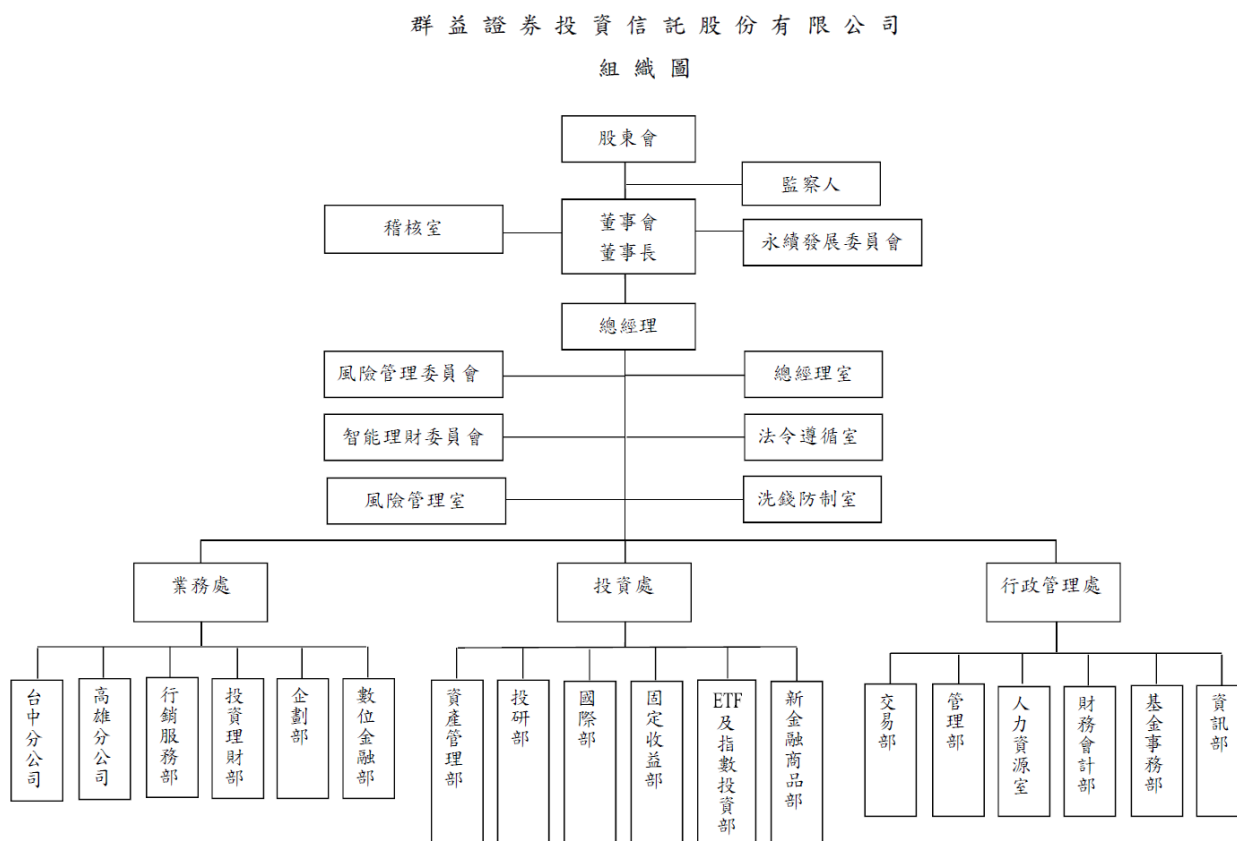 群益證券投資信託股份有限公司
組織圖
股東會
監察人
稽核室
董事會
董事長
永續發展委員會
總經理
風險管理委員會
總經理室
智能理財委員會
法令遵循室
風險管理室
洗錢防制室
業務處
投資處
行政管理處
台中分公司
高雄分公司
行銷服務部
投資理財部
企劃部
數位金融部
資產管理部
投研部
國際部
固定收益部
ETF及指數投資部
新金融商品部
交易部
管理部
人力資源室
財務會計部
基金事務部
資訊部